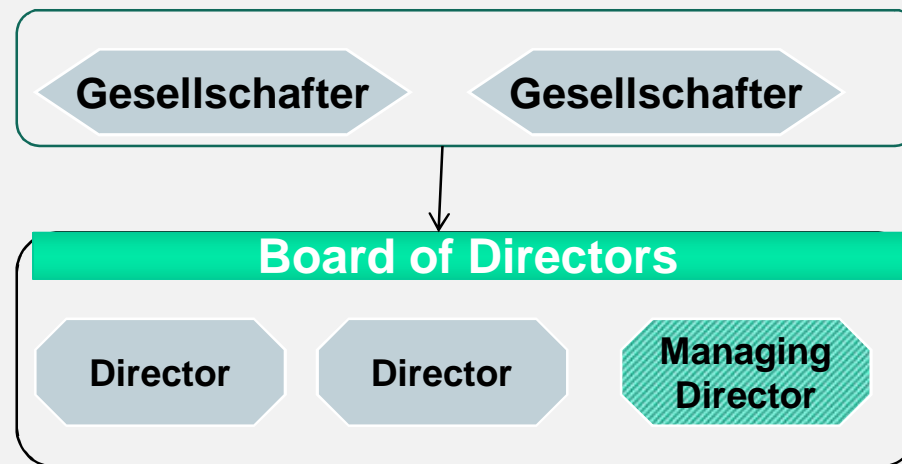 Gesellschafter Gesellschafter
Board of Directors
Director Director Managing
Director